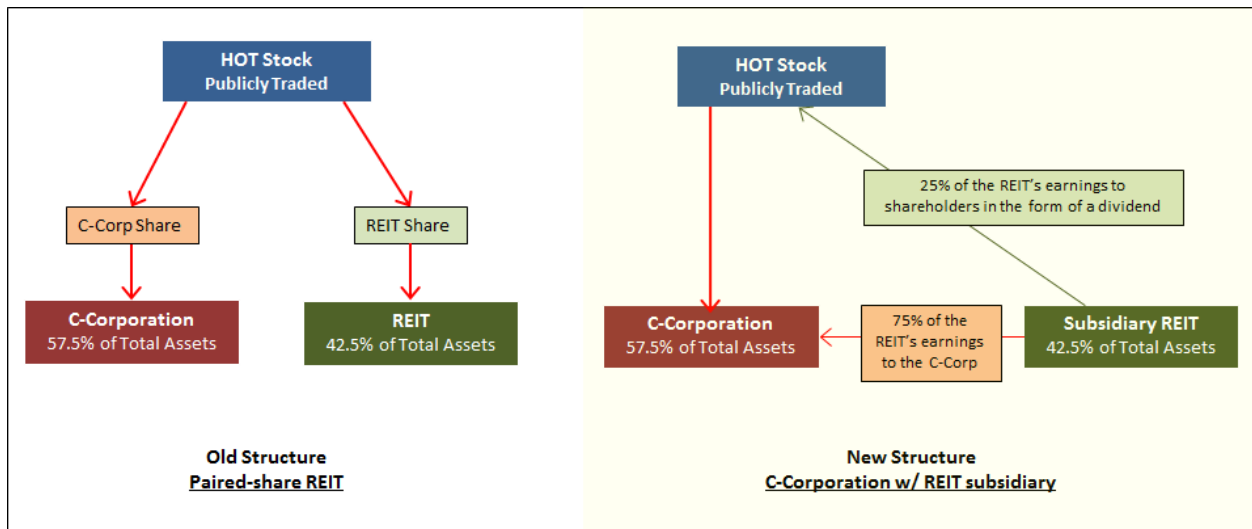 HOT Stock
Publicly Traded
C-Corp Share
REIT Share
C-Corporation
57.5% of Total Assets
REIT
42.5% of Total Assets
Old Structure
Paired-share REIT
HOT Stock
Publicly Traded
25% of the REIT’s earnings to
shareholders in the form of a dividend
C-Corporation
57.5% of Total Assets
75% of the
REIT’s earnings
to the C-Corp
Subsidiary REIT
42.5% of Total Assets
New Structure
C-Corporation w/ REIT subsidiary